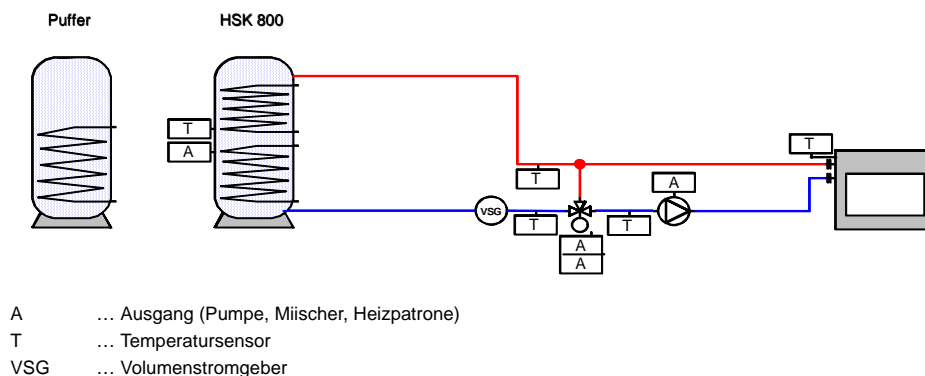 Puffer HSK 800
T
T
A
T
A
VSG
T
T
A
A
A ... Ausgang (Pumpe, Miischer, Heizpatrone)
T ... Temperatursensor
VSG ... Volumenstromgeber